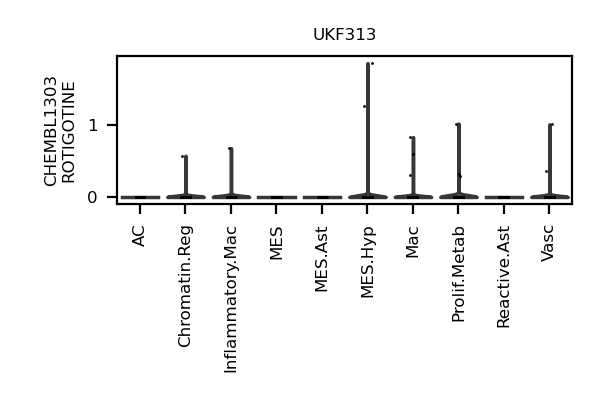 UKF313
CHEMBL1303
ROTIGOTINE
1
0
AC
Chromatin.Reg
Inflammatory.Mac
MES
MES.Ast
MES.Hyp
Mac
Prolif.Metab
Reactive.Ast
Vasc